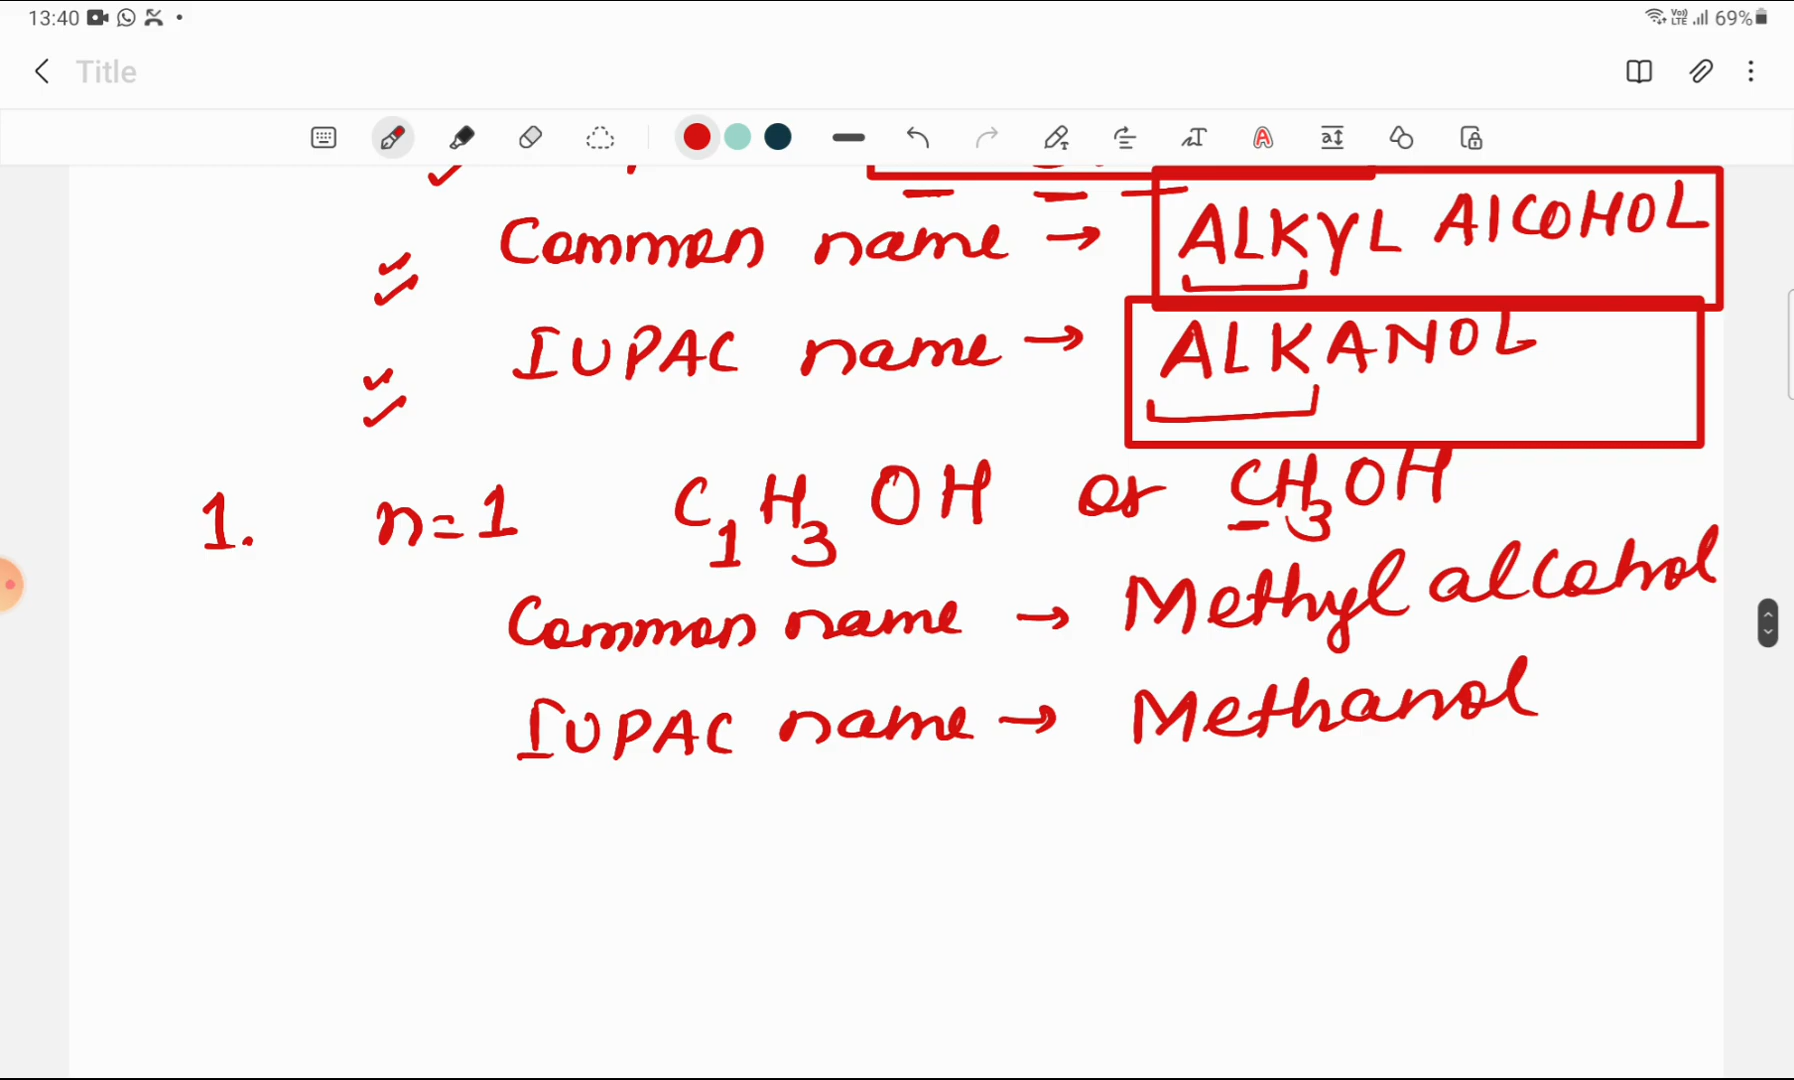 13:40 69%
Title
Common name → ALKYL AlCOHOL
IUPAC name → ALKANOL
1. n=1 C₁H₃OH or CH₃OH
Common name → Methyl alcohol
IUPAC name → Methanol